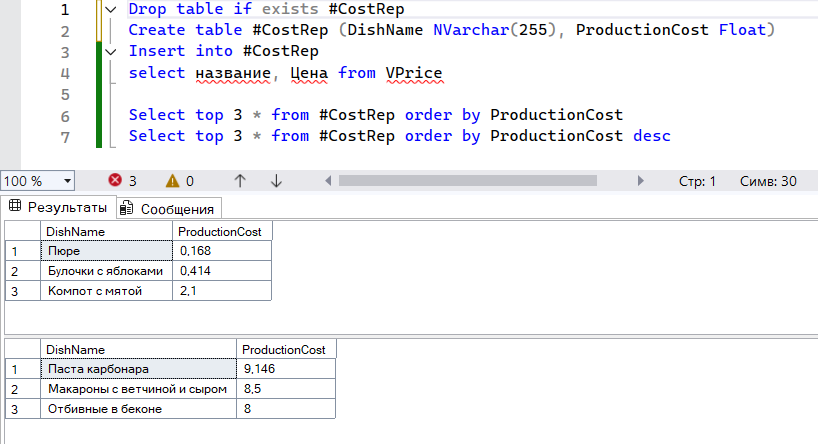 1 Drop table if exists #CostRep
2 Create table #CostRep (DishName NVarchar(255), ProductionCost Float)
3 Insert into #CostRep
4 select название, Цена from VPrice
5
6 Select top 3 * from #CostRep order by ProductionCost
7 Select top 3 * from #CostRep order by ProductionCost desc
100 % 3 0 Стр: 1 Симв: 30
Результаты Сообщения
DishName ProductionCost
1 Пюре 0,168
2 Булочки с яблоками 0,414
3 Компот с мятой 2,1
DishName ProductionCost
1 Паста карбонара 9,146
2 Макароны с ветчиной и сыром 8,5
3 Отбивные в беконе 8